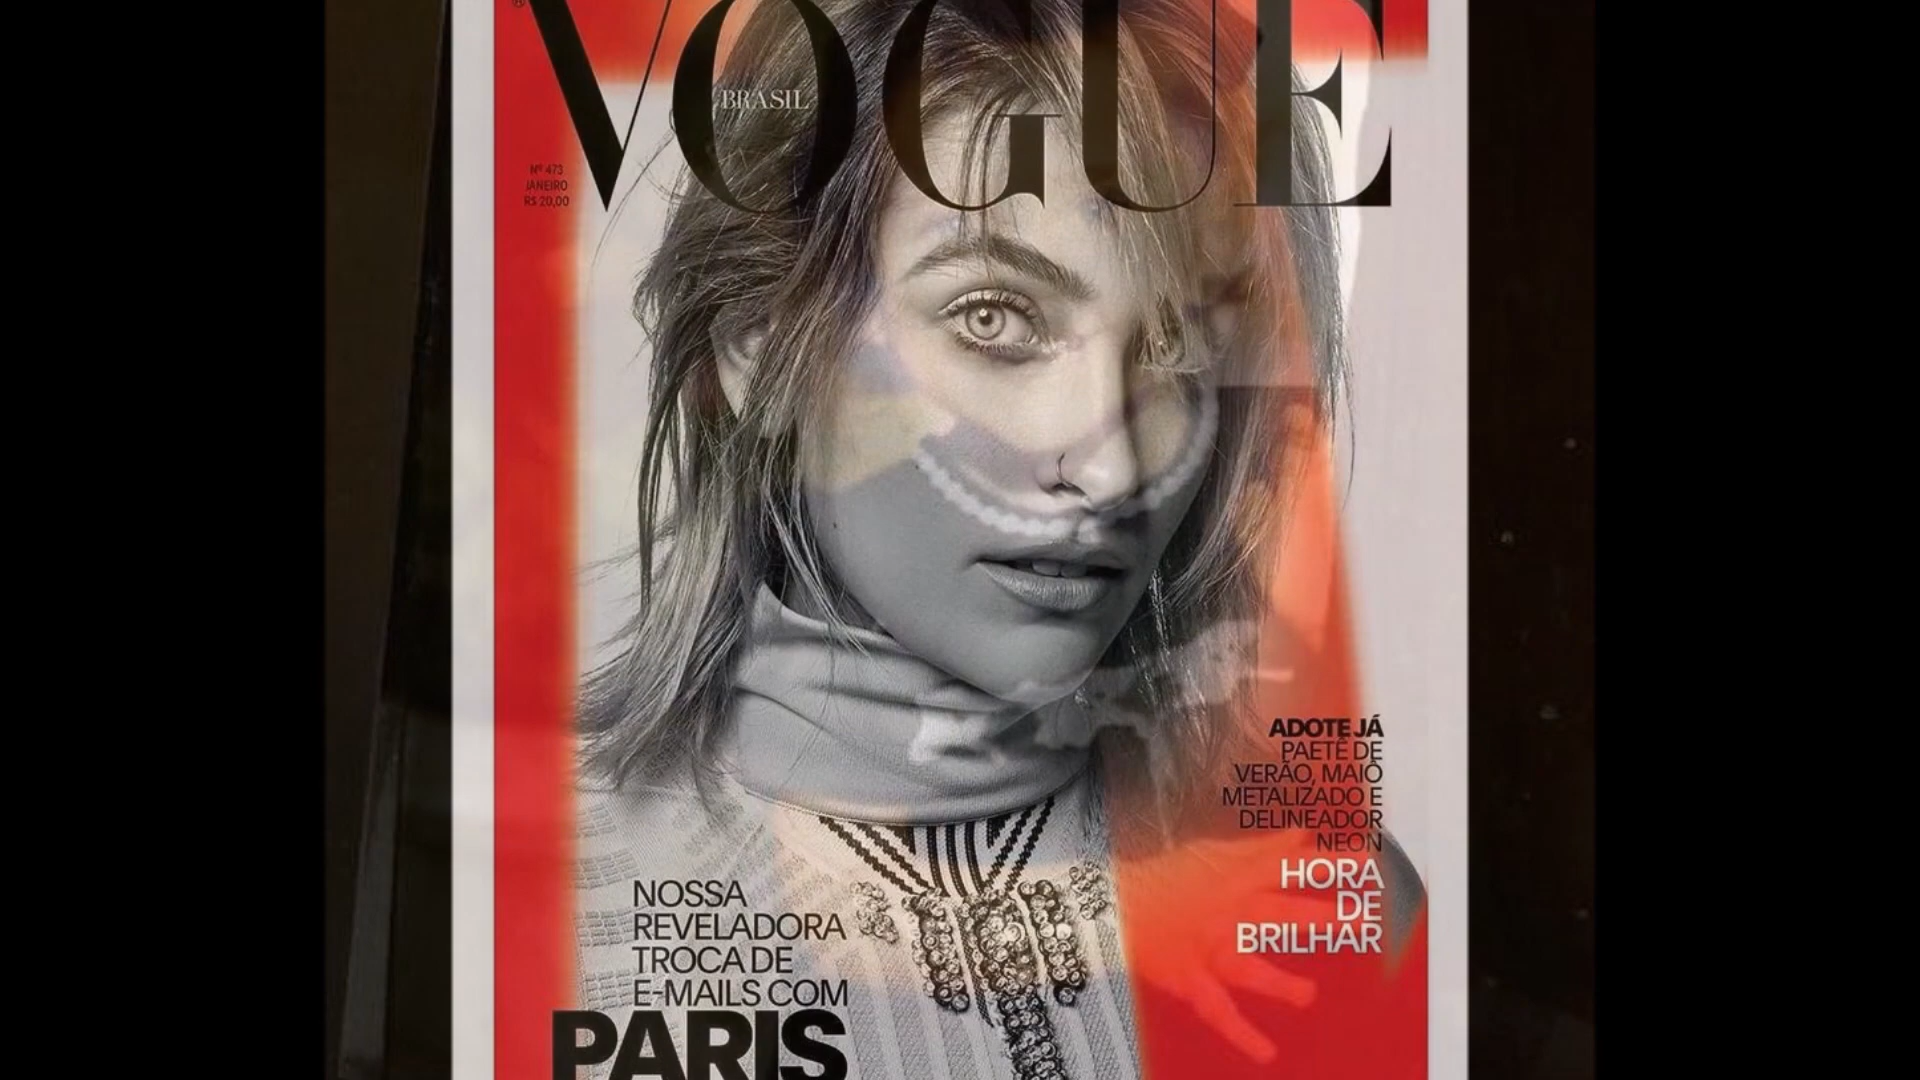 VOGUE
BRASIL
Nº 473
JANEIRO
R$ 20,00
ADOTE JÁ
PAETÊ DE
VERÃO, MAIÔ
METALIZADO E
DELINEADOR
NEON
HORA
DE
BRILHAR
NOSSA
REVELADORA
TROCA DE
E-MAILS COM
PARIS